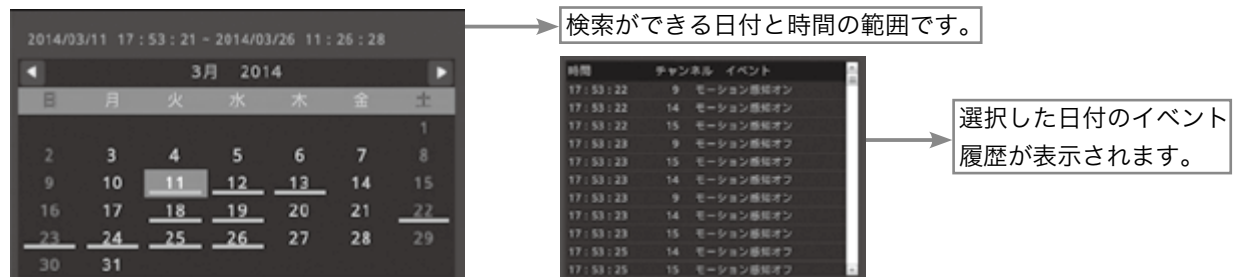 2014/03/11 17 : 53 : 21 - 2014/03/26 11 : 26 : 28
3月 2014
日 月 火 水 木 金 土
1
2 3 4 5 6 7 8
9 10 11 12 13 14 15
16 17 18 19 20 21 22
23 24 25 26 27 28 29
30 31
検索ができる日付と時間の範囲です。
時間 チャンネル イベント
17 : 53 : 22 9 モーション感知オン
17 : 53 : 22 14 モーション感知オン
17 : 53 : 22 15 モーション感知オン
17 : 53 : 23 9 モーション感知オフ
17 : 53 : 23 15 モーション感知オフ
17 : 53 : 23 14 モーション感知オフ
17 : 53 : 23 9 モーション感知オン
17 : 53 : 23 14 モーション感知オン
17 : 53 : 23 15 モーション感知オン
17 : 53 : 25 14 モーション感知オフ
17 : 53 : 25 15 モーション感知オフ
選択した日付のイベント
履歴が表示されます。